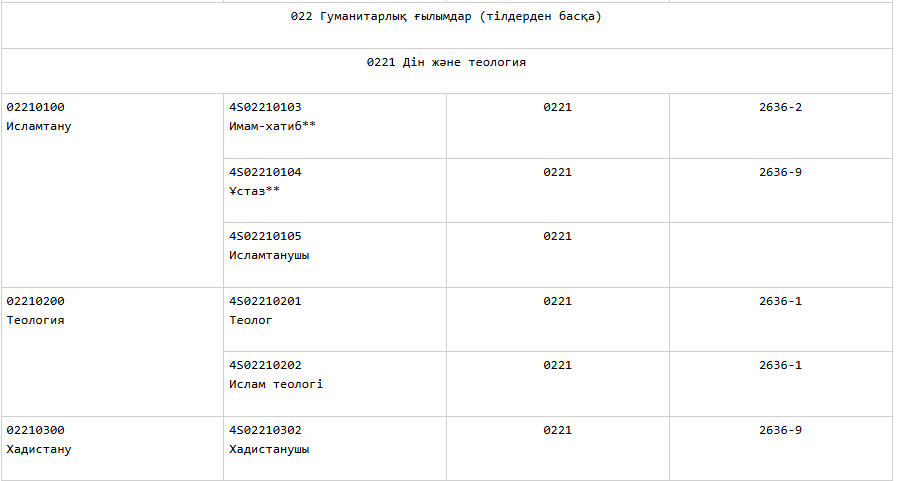 022 Гуманитарлық ғылымдар (тілдерден басқа)
0221 Дін және теология
02210100
Исламтану
4S02210103
Имам-хатиб**
0221
2636-2
4S02210104
Ұстаз**
0221
2636-9
4S02210105
Исламтанушы
0221
02210200
Теология
4S02210201
Теолог
0221
2636-1
4S02210202
Ислам теологі
0221
2636-1
02210300
Хадистану
4S02210302
Хадистанушы
0221
2636-9